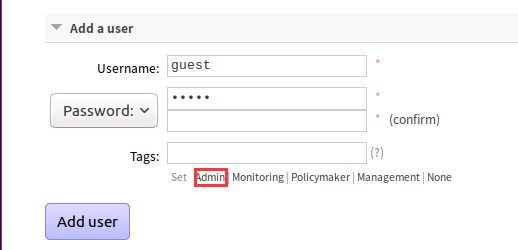 Add a user
Username: guest *
Password: ••••• *
* (confirm)
Tags: (?)
Set Admin | Monitoring | Policymaker | Management | None
Add user